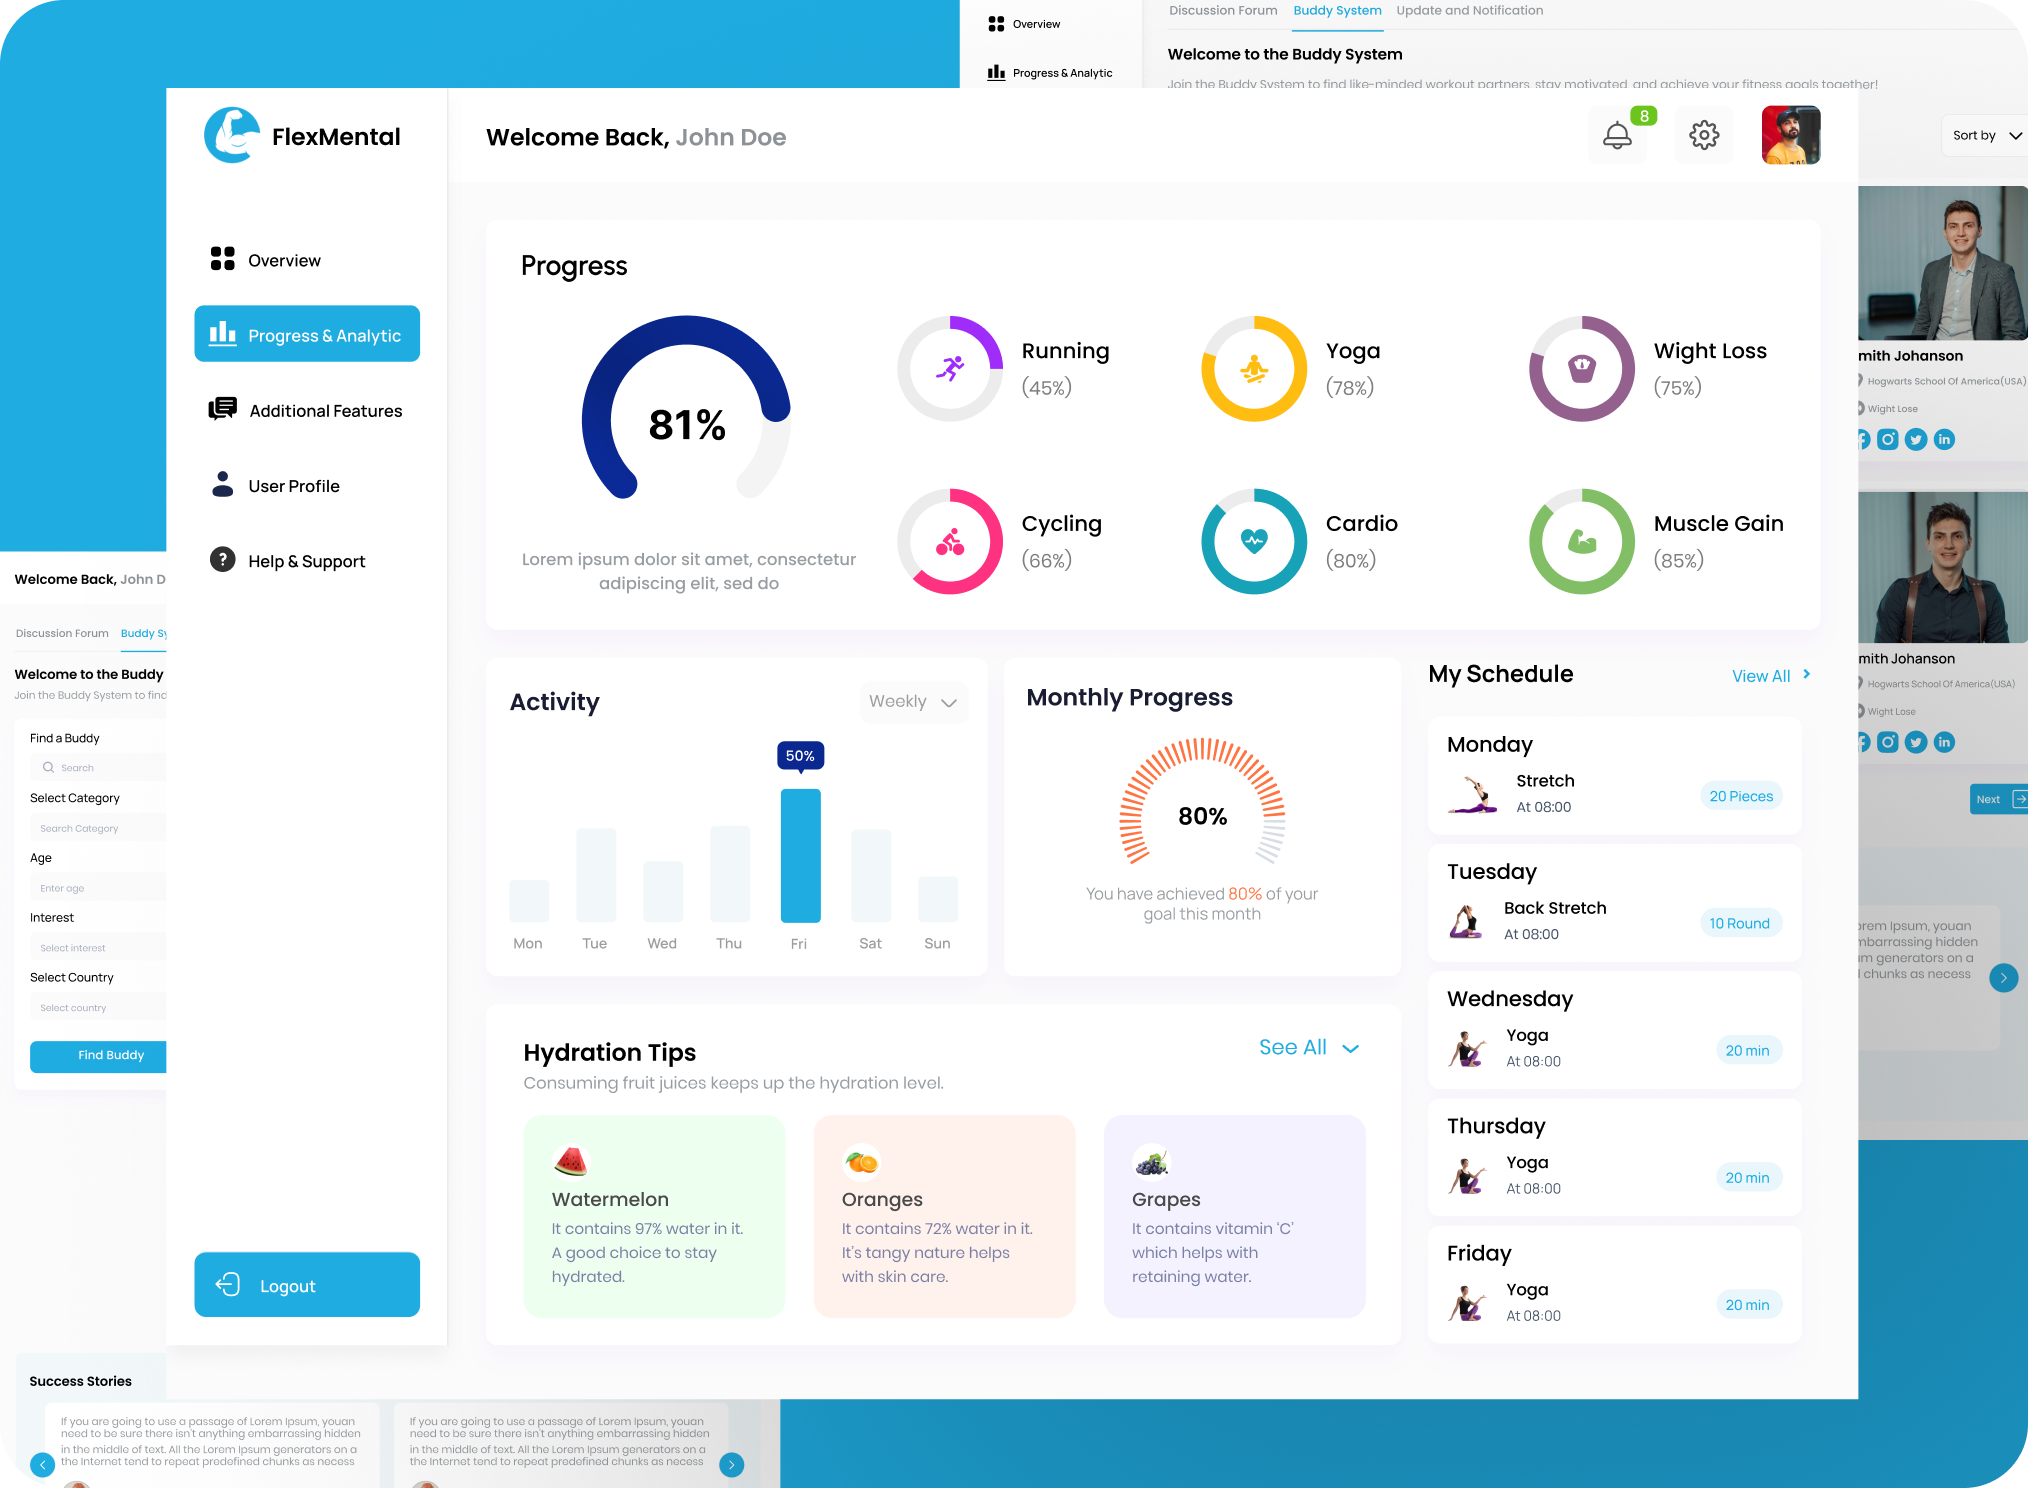 Overview
Progress & Analytic
Discussion Forum
Buddy System
Update and Notification
Welcome to the Buddy System
Join the Buddy System to find like-minded workout partners, stay motivated, and achieve your fitness goals together!
Sort by
FlexMental
Overview
Progress & Analytic
Additional Features
User Profile
Help & Support
Logout
Welcome Back, John Doe
8
Progress
81%
Lorem ipsum dolor sit amet, consectetur
adipiscing elit, sed do
Running
(45%)
Yoga
(78%)
Wight Loss
(75%)
Cycling
(66%)
Cardio
(80%)
Muscle Gain
(85%)
Activity
Weekly
50%
Mon
Tue
Wed
Thu
Fri
Sat
Sun
Monthly Progress
80%
You have achieved 80% of your
goal this month
My Schedule
View All
Monday
Stretch
At 08:00
20 Pieces
Tuesday
Back Stretch
At 08:00
10 Round
Wednesday
Yoga
At 08:00
20 min
Thursday
Yoga
At 08:00
20 min
Friday
Yoga
At 08:00
20 min
Hydration Tips
See All
Consuming fruit juices keeps up the hydration level.
Watermelon
It contains 97% water in it.
A good choice to stay
hydrated.
Oranges
It contains 72% water in it.
It's tangy nature helps
with skin care.
Grapes
It contains vitamin 'C'
which helps with
retaining water.
mith Johanson
Hogwarts School Of America(USA)
Wight Lose
in
mith Johanson
Hogwarts School Of America(USA)
Wight Lose
in
Next
orem Ipsum, youan
mbarrassing hidden
m generators on a
chunks as necess
Welcome Back, John D
Discussion Forum
Buddy Sy
Welcome to the Buddy
Join the Buddy System to find
Find a Buddy
Search
Select Category
Search Category
Age
Enter age
Interest
Select interest
Select Country
Select country
Find Buddy
Success Stories
If you are going to use a passage of Lorem Ipsum, youan
need to be sure there isn't anything embarrassing hidden
in the middle of text. All the Lorem Ipsum generators on a
the Internet tend to repeat predefined chunks as necess
If you are going to use a passage of Lorem Ipsum, youan
need to be sure there isn't anything embarrassing hidden
in the middle of text. All the Lorem Ipsum generators on a
the Internet tend to repeat predefined chunks as necess